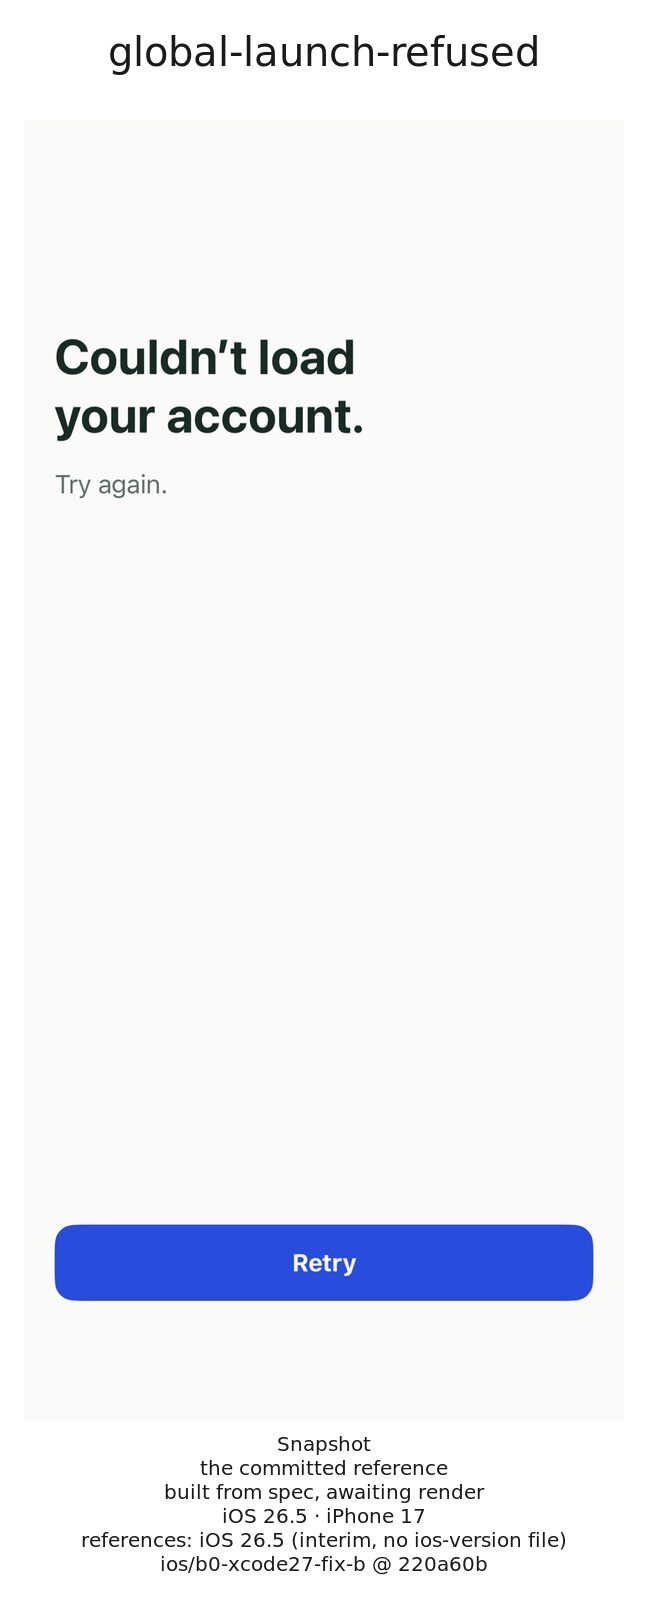 global-launch-refused
Couldn’t load
your account.
Try again.
Retry
Snapshot
the committed reference
built from spec, awaiting render
iOS 26.5 · iPhone 17
references: iOS 26.5 (interim, no ios-version file)
ios/b0-xcode27-fix-b @ 220a60b